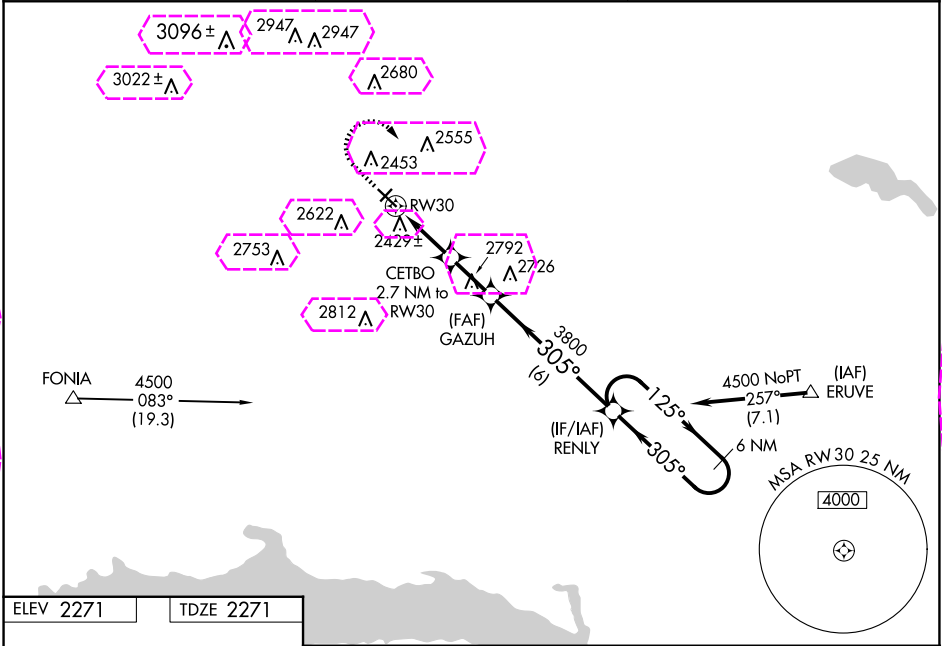 3096 ±
2947
2947
3022 ±
2680
2555
2453
RW30
2622
2429±
2753
2792
2726
CETBO
2.7 NM to
RW30
2812
(FAF)
GAZUH
3800
305°
(6)
FONIA
4500
083°
(19.3)
4500 NoPT
257°
(7.1)
(IAF)
ERUVE
125°
(IF/IAF)
RENLY
305°
6 NM
MSA RW30 25 NM
4000
ELEV 2271
TDZE 2271